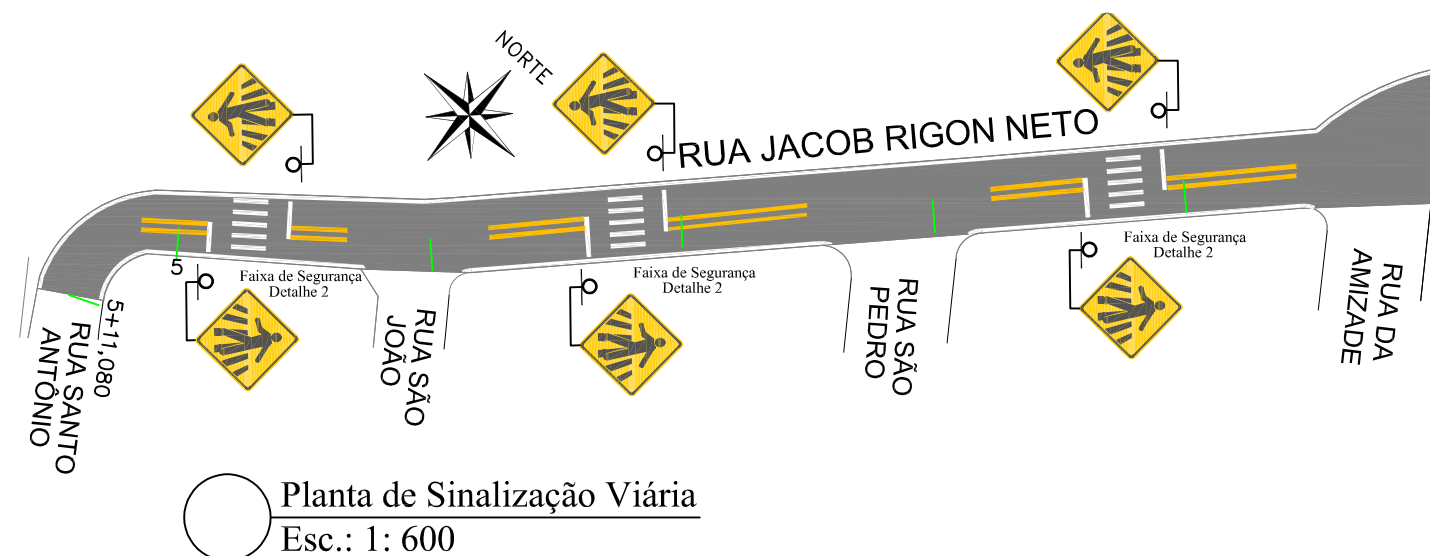 NORTE
RUA JACOB RIGON NETO
5
Faixa de Segurança
Detalhe 2
Faixa de Segurança
Detalhe 2
Faixa de Segurança
Detalhe 2
5+11,080
RUA SANTO
ANTÔNIO
RUA SÃO
JOÃO
RUA SÃO
PEDRO
RUA DA
AMIZADE
Planta de Sinalização Viária
Esc.: 1: 600